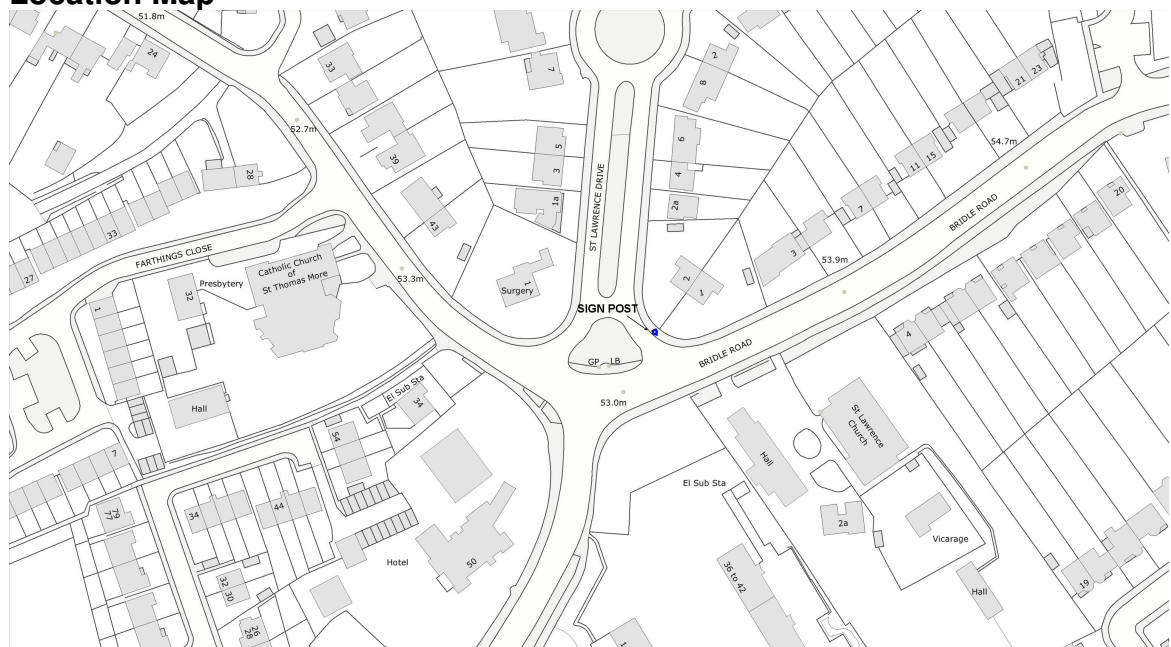 Location Map
51.8m
24
33
7
2
8
21 23
52.7m
39
5
3
6
4
54.7m
11 15
28
1a
2a
7
20
43
ST LAWRENCE DRIVE
BRIDLE ROAD
33
FARTHINGS CLOSE
Catholic Church
of
St Thomas More
3
53.9m
27
Presbytery
32
53.3m
Surgery
1
2
1
1
SIGN POST
4
BRIDLE ROAD
GP
LB
El Sub Sta
34
53.0m
Hall
St Lawrence
Church
54
Hall
7
El Sub Sta
79
77
34
44
2a
Vicarage
Hotel
50
36 to 42
19
Hall
32
30
26
28
1